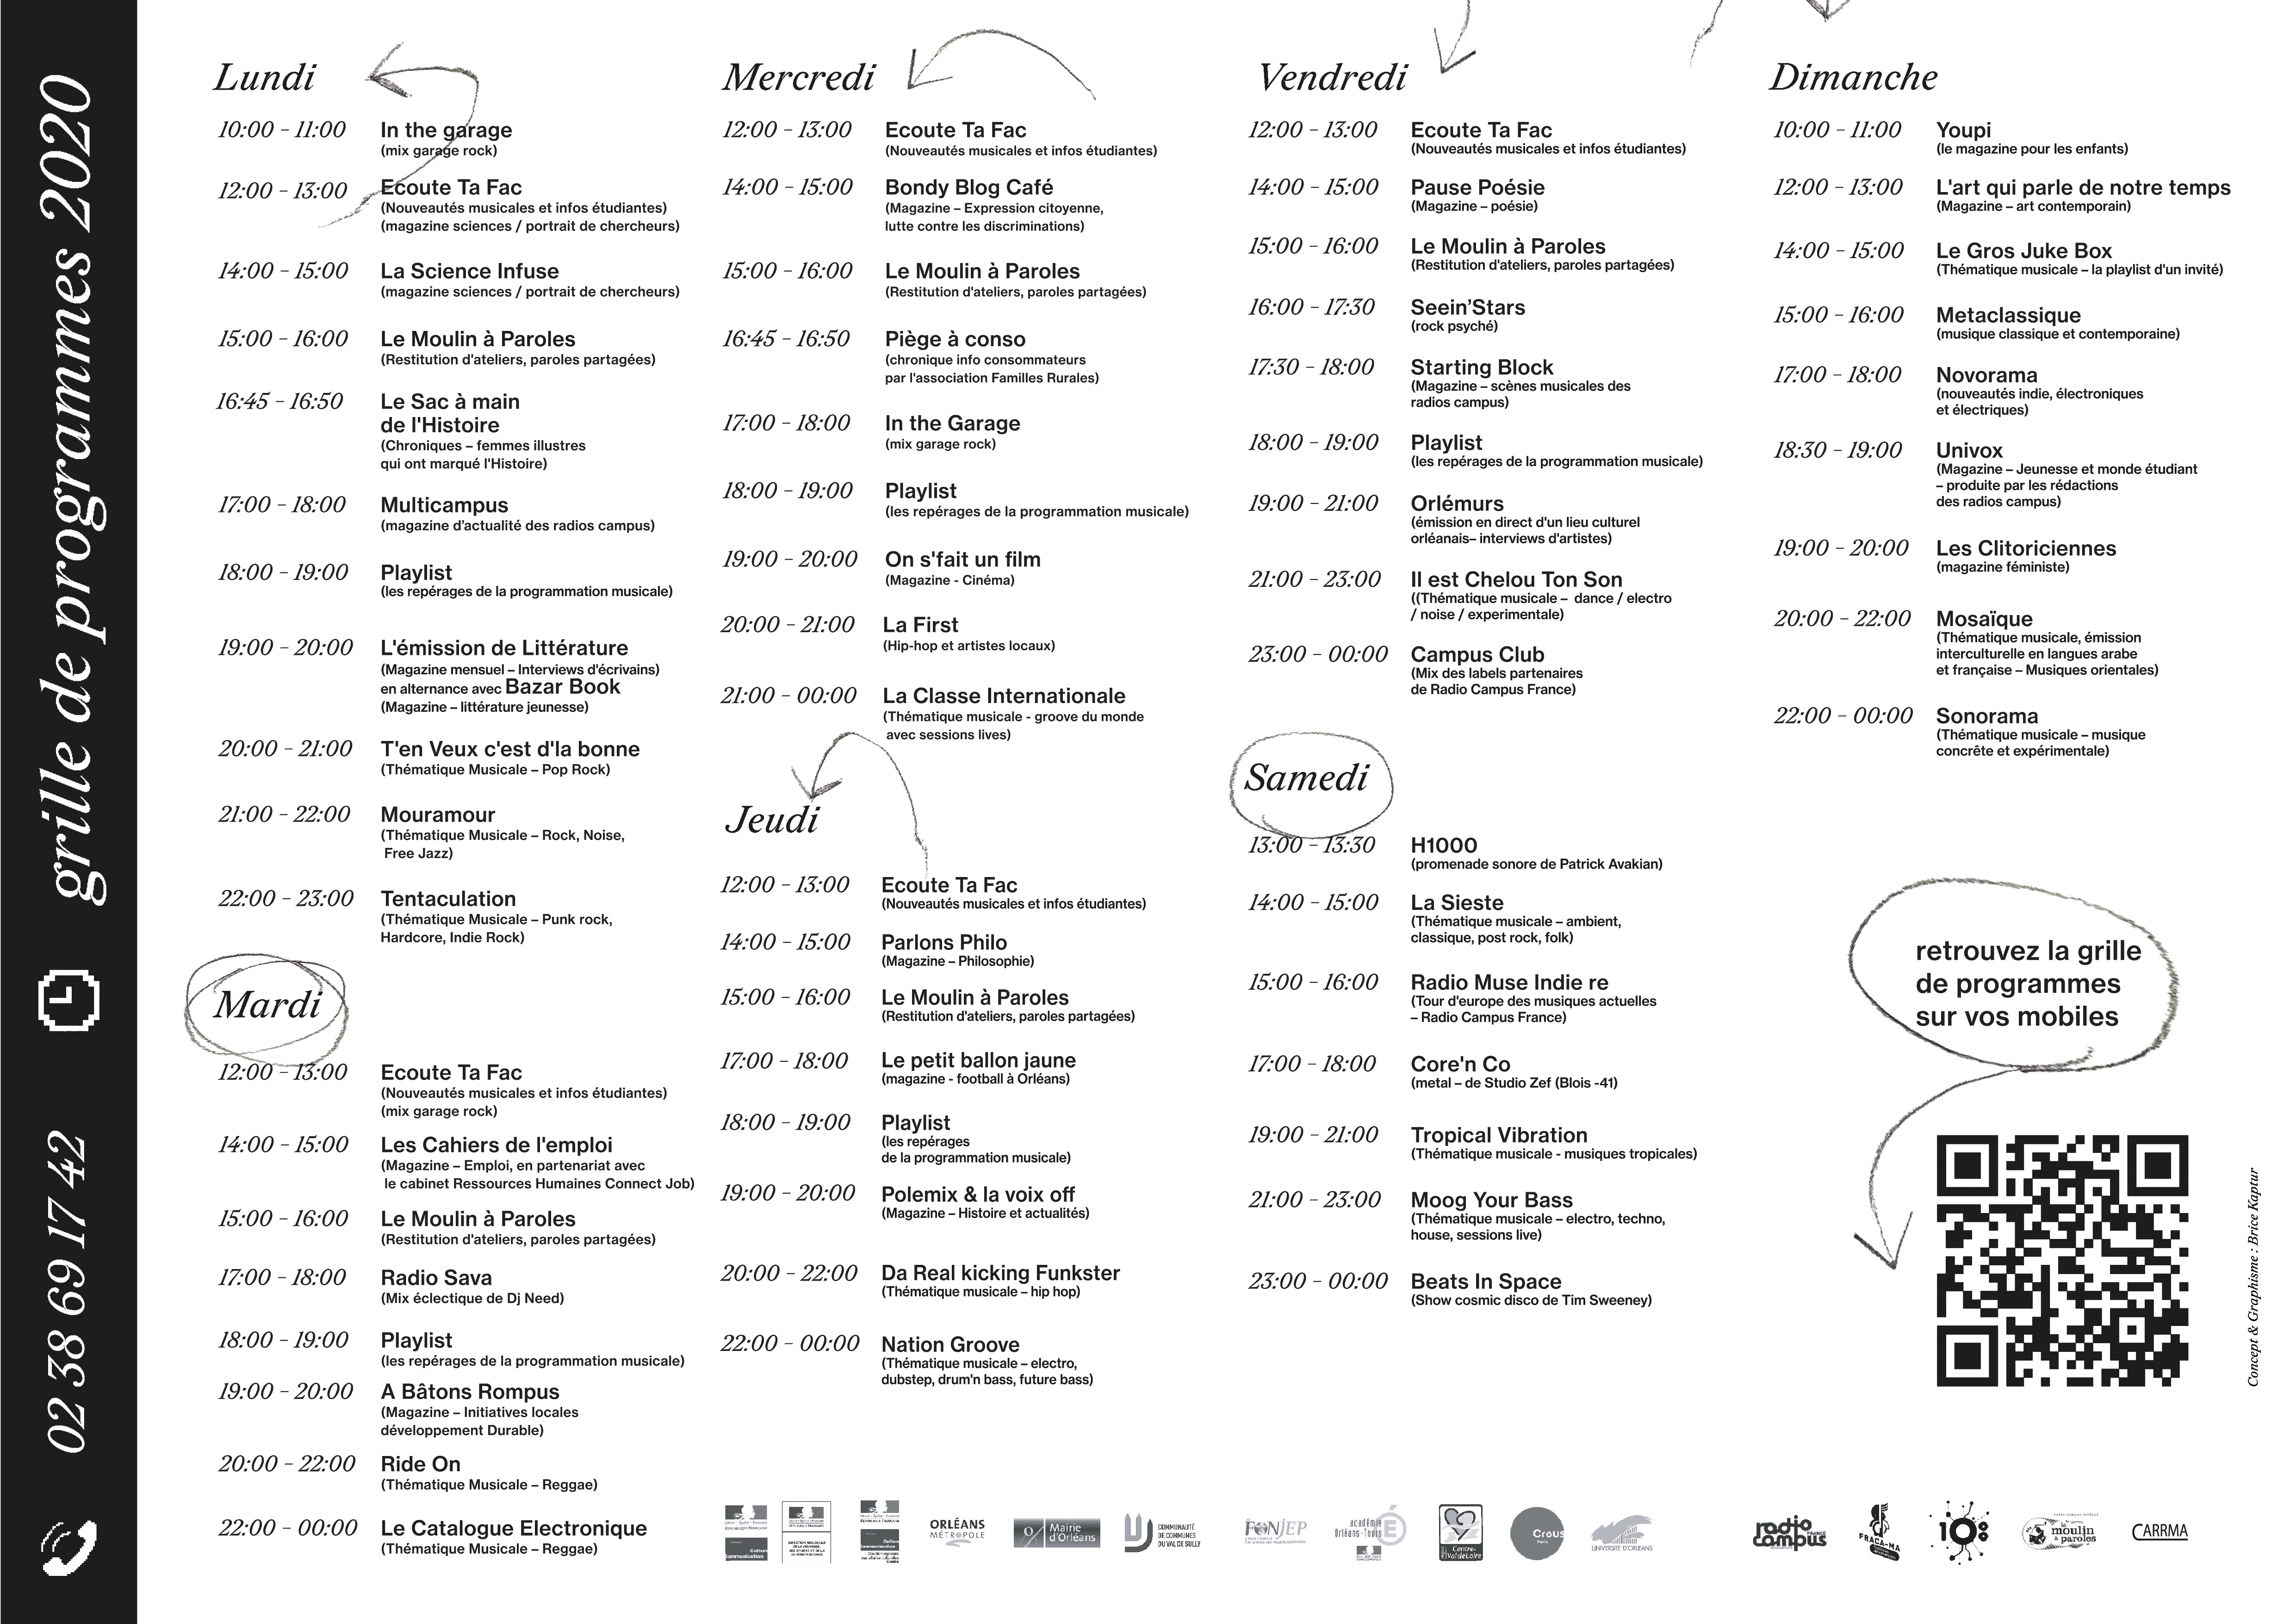 grille de programmes 2020
02 38 69 17 42
Lundi
10:00 – 11:00 In the garage
(mix garage rock)
12:00 – 13:00 Ecoute Ta Fac
(Nouveautés musicales et infos étudiantes)
(magazine sciences / portrait de chercheurs)
14:00 – 15:00 La Science Infuse
(magazine sciences / portrait de chercheurs)
15:00 – 16:00 Le Moulin à Paroles
(Restitution d'ateliers, paroles partagées)
16:45 – 16:50 Le Sac à main
de l'Histoire
(Chroniques – femmes illustres
qui ont marqué l'Histoire)
17:00 – 18:00 Multicampus
(magazine d'actualité des radios campus)
18:00 – 19:00 Playlist
(les repérages de la programmation musicale)
19:00 – 20:00 L'émission de Littérature
(Magazine mensuel – Interviews d'écrivains)
en alternance avec Bazar Book
(Magazine – littérature jeunesse)
20:00 – 21:00 T'en Veux c'est d'la bonne
(Thématique Musicale – Pop Rock)
21:00 – 22:00 Mouramour
(Thématique Musicale – Rock, Noise,
Free Jazz)
22:00 – 23:00 Tentaculation
(Thématique Musicale – Punk rock,
Hardcore, Indie Rock)
Mardi
12:00 – 13:00 Ecoute Ta Fac
(Nouveautés musicales et infos étudiantes)
(mix garage rock)
14:00 – 15:00 Les Cahiers de l'emploi
(Magazine – Emploi, en partenariat avec
le cabinet Ressources Humaines Connect Job)
15:00 – 16:00 Le Moulin à Paroles
(Restitution d'ateliers, paroles partagées)
17:00 – 18:00 Radio Sava
(Mix éclectique de Dj Need)
18:00 – 19:00 Playlist
(les repérages de la programmation musicale)
19:00 – 20:00 A Bâtons Rompus
(Magazine – Initiatives locales
développement Durable)
20:00 – 22:00 Ride On
(Thématique Musicale – Reggae)
22:00 – 00:00 Le Catalogue Electronique
(Thématique Musicale – Reggae)
Mercredi
12:00 – 13:00 Ecoute Ta Fac
(Nouveautés musicales et infos étudiantes)
14:00 – 15:00 Bondy Blog Café
(Magazine – Expression citoyenne,
lutte contre les discriminations)
15:00 – 16:00 Le Moulin à Paroles
(Restitution d'ateliers, paroles partagées)
16:45 – 16:50 Piège à conso
(chronique info consommateurs
par l'association Familles Rurales)
17:00 – 18:00 In the Garage
(mix garage rock)
18:00 – 19:00 Playlist
(les repérages de la programmation musicale)
19:00 – 20:00 On s'fait un film
(Magazine - Cinéma)
20:00 – 21:00 La First
(Hip-hop et artistes locaux)
21:00 – 00:00 La Classe Internationale
(Thématique musicale - groove du monde
avec sessions lives)
Jeudi
12:00 – 13:00 Ecoute Ta Fac
(Nouveautés musicales et infos étudiantes)
14:00 – 15:00 Parlons Philo
(Magazine – Philosophie)
15:00 – 16:00 Le Moulin à Paroles
(Restitution d'ateliers, paroles partagées)
17:00 – 18:00 Le petit ballon jaune
(magazine - football à Orléans)
18:00 – 19:00 Playlist
(les repérages
de la programmation musicale)
19:00 – 20:00 Polemix & la voix off
(Magazine – Histoire et actualités)
20:00 – 22:00 Da Real kicking Funkster
(Thématique musicale – hip hop)
22:00 – 00:00 Nation Groove
(Thématique musicale – electro,
dubstep, drum'n bass, future bass)
Vendredi
12:00 – 13:00 Ecoute Ta Fac
(Nouveautés musicales et infos étudiantes)
14:00 – 15:00 Pause Poésie
(Magazine – poésie)
15:00 – 16:00 Le Moulin à Paroles
(Restitution d'ateliers, paroles partagées)
16:00 – 17:30 Seein’Stars
(rock psyché)
17:30 – 18:00 Starting Block
(Magazine – scènes musicales des
radios campus)
18:00 – 19:00 Playlist
(les repérages de la programmation musicale)
19:00 – 21:00 Orlémurs
(émission en direct d'un lieu culturel
orléanais– interviews d'artistes)
21:00 – 23:00 Il est Chelou Ton Son
((Thématique musicale – dance / electro
/ noise / experimentale)
23:00 – 00:00 Campus Club
(Mix des labels partenaires
de Radio Campus France)
Samedi
13:00 – 13:30 H1000
(promenade sonore de Patrick Avakian)
14:00 – 15:00 La Sieste
(Thématique musicale – ambient,
classique, post rock, folk)
15:00 – 16:00 Radio Muse Indie re
(Tour d'europe des musiques actuelles
– Radio Campus France)
17:00 – 18:00 Core'n Co
(metal – de Studio Zef (Blois -41)
19:00 – 21:00 Tropical Vibration
(Thématique musicale - musiques tropicales)
21:00 – 23:00 Moog Your Bass
(Thématique musicale – electro, techno,
house, sessions live)
23:00 – 00:00 Beats In Space
(Show cosmic disco de Tim Sweeney)
Dimanche
10:00 – 11:00 Youpi
(le magazine pour les enfants)
12:00 – 13:00 L'art qui parle de notre temps
(Magazine – art contemporain)
14:00 – 15:00 Le Gros Juke Box
(Thématique musicale – la playlist d'un invité)
15:00 – 16:00 Metaclassique
(musique classique et contemporaine)
17:00 – 18:00 Novorama
(nouveautés indie, électroniques
et électriques)
18:30 – 19:00 Univox
(Magazine – Jeunesse et monde étudiant
– produite par les rédactions
des radios campus)
19:00 – 20:00 Les Clitoriciennes
(magazine féministe)
20:00 – 22:00 Mosaïque
(Thématique musicale, émission
interculturelle en langues arabe
et française – Musiques orientales)
22:00 – 00:00 Sonorama
(Thématique musicale – musique
concrête et expérimentale)
retrouvez la grille
de programmes
sur vos mobiles
Concept & Graphisme : Brice Kaptur
ORLÉANS
MÉTROPOLE
Mairie
d'Orléans
COMMUNAUTÉ
DE COMMUNES
DU VAL DE SULLY
FONJEP
académie
Orléans-Tours
Centre-
Val de Loire
Crous
UNIVERSITÉ D'ORLÉANS
radio
campus
FRANCE
FRACA-MA
108
le moulin
à paroles
CARRMA